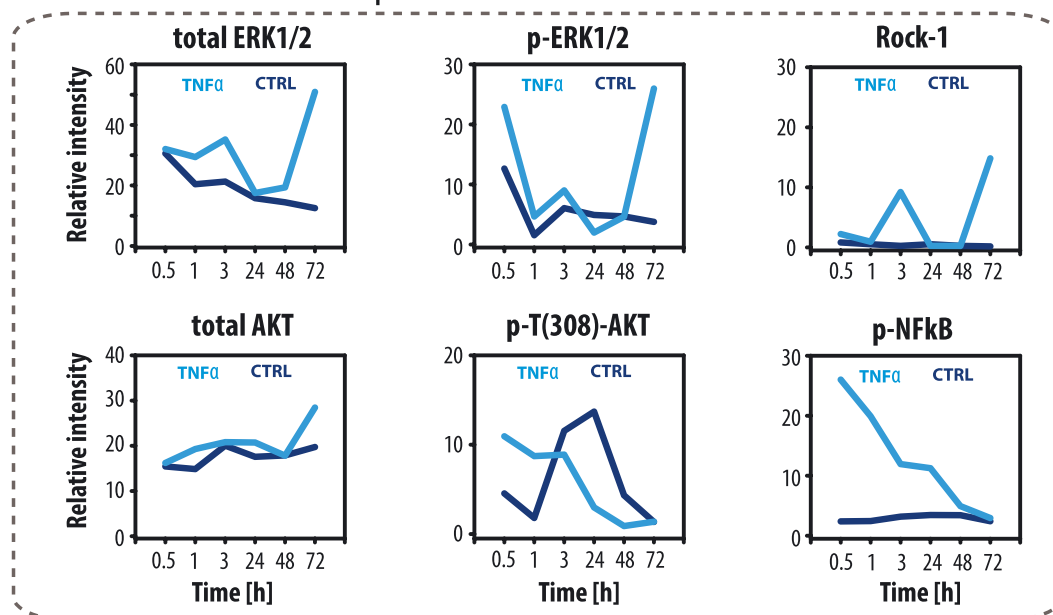 total ERK1/2
p-ERK1/2
Rock-1
Relative intensity
60
40
20
0
TNFα CTRL
0.5 1 3 24 48 72
30
20
10
0
TNFα CTRL
0.5 1 3 24 48 72
30
20
10
0
TNFα CTRL
0.5 1 3 24 48 72
total AKT
p-T(308)-AKT
p-NFkB
Relative intensity
40
30
20
10
0
TNFα CTRL
0.5 1 3 24 48 72
Time [h]
20
10
0
TNFα CTRL
0.5 1 3 24 48 72
Time [h]
30
20
10
0
TNFα CTRL
0.5 1 3 24 48 72
Time [h]